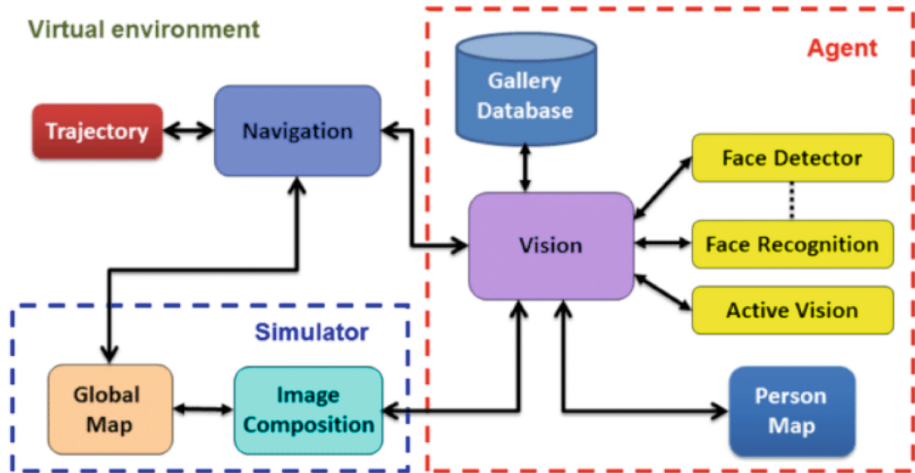 Virtual environment
Agent
Gallery
Database
Trajectory
Navigation
Face Detector
Vision
Face Recognition
Active Vision
Simulator
Global
Map
Image
Composition
Person
Map